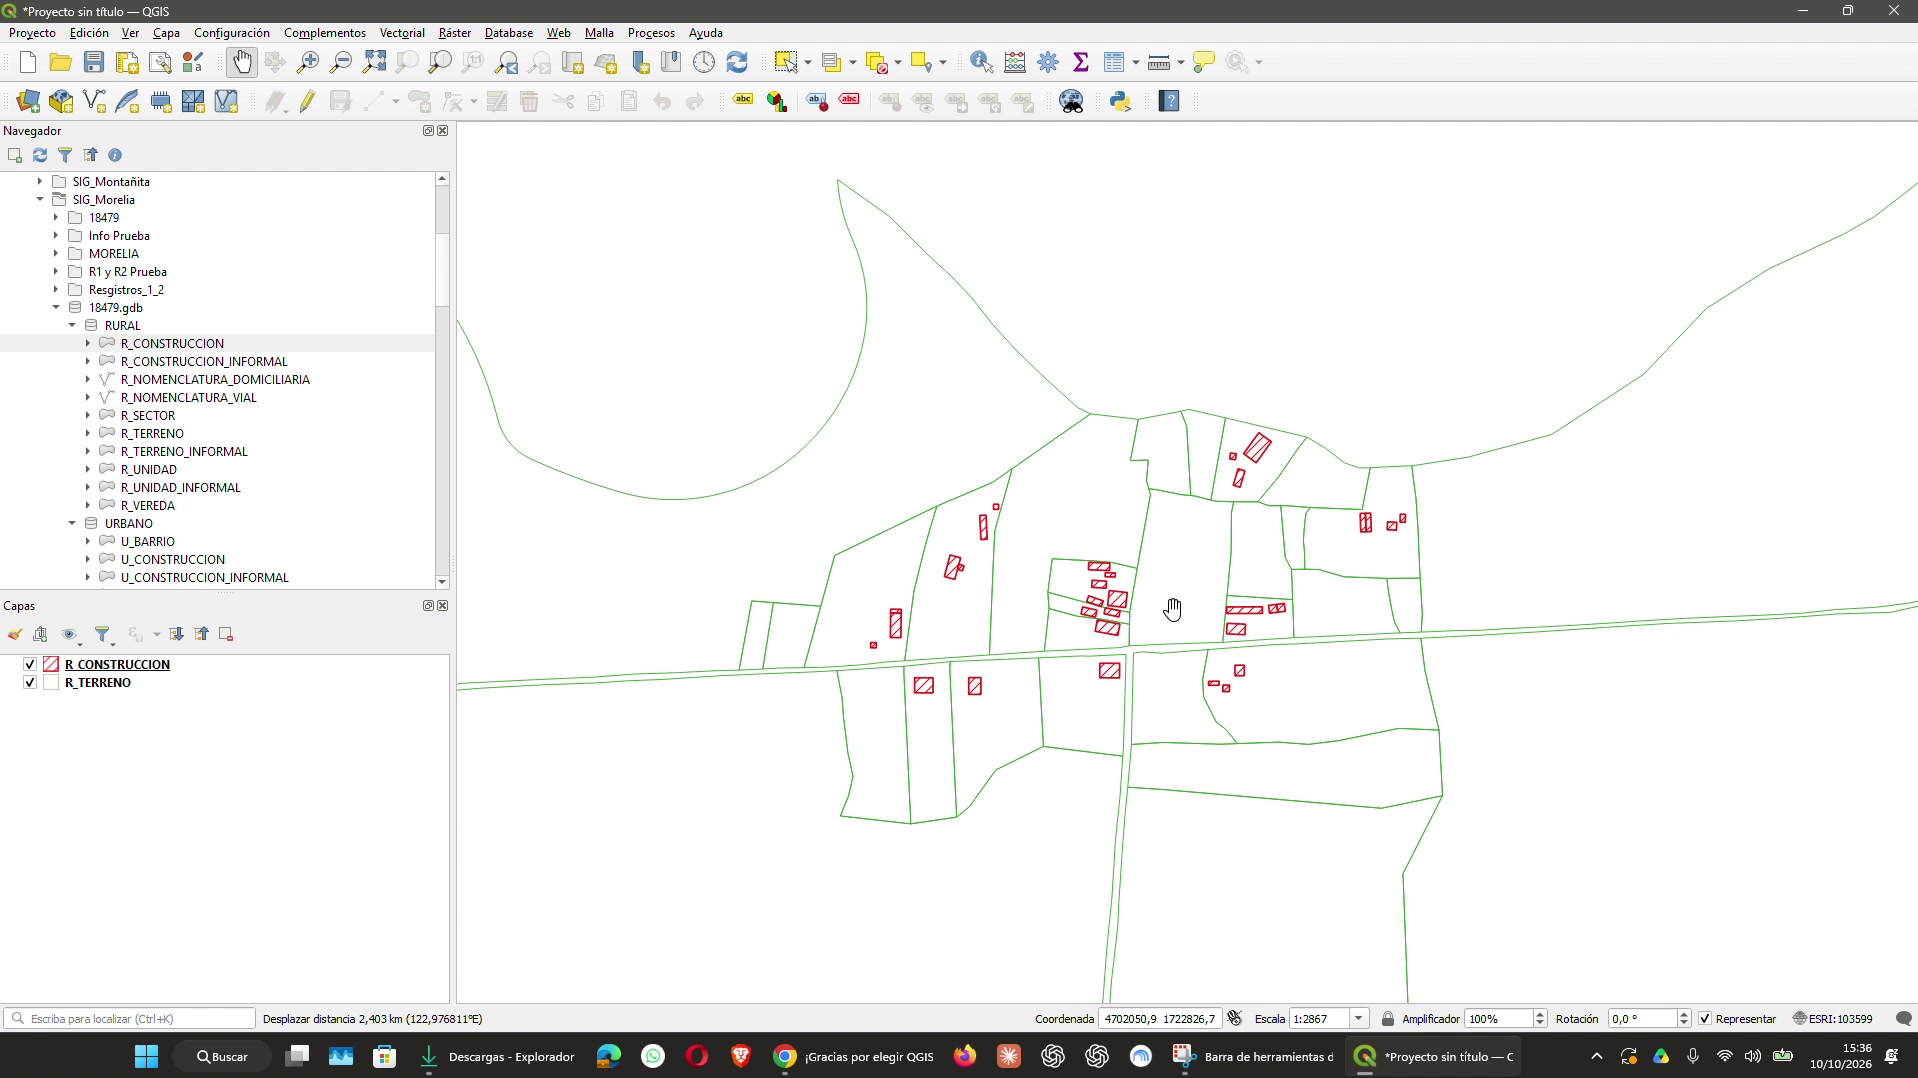 *Proyecto sin título — QGIS
Proyecto Edición Ver Capa Configuración Complementos Vectorial Ráster Database Web Malla Procesos Ayuda
Navegador
SIG_Montañita
SIG_Morelia
18479
Info Prueba
MORELIA
R1 y R2 Prueba
Resgistros_1_2
18479.gdb
RURAL
R_CONSTRUCCION
R_CONSTRUCCION_INFORMAL
R_NOMENCLATURA_DOMICILIARIA
R_NOMENCLATURA_VIAL
R_SECTOR
R_TERRENO
R_TERRENO_INFORMAL
R_UNIDAD
R_UNIDAD_INFORMAL
R_VEREDA
URBANO
U_BARRIO
U_CONSTRUCCION
U_CONSTRUCCION_INFORMAL
Capas
R_CONSTRUCCION
R_TERRENO
Escriba para localizar (Ctrl+K) Desplazar distancia 2,403 km (122,976811°E) Coordenada 4702050,9 1722826,7 Escala 1:2867 Amplificador 100% Rotación 0,0 ° Representar ESRI:103599
Buscar Descargas - Explorador ¡Gracias por elegir QGIS Barra de herramientas d *Proyecto sin título — C 15:36
10/10/2026